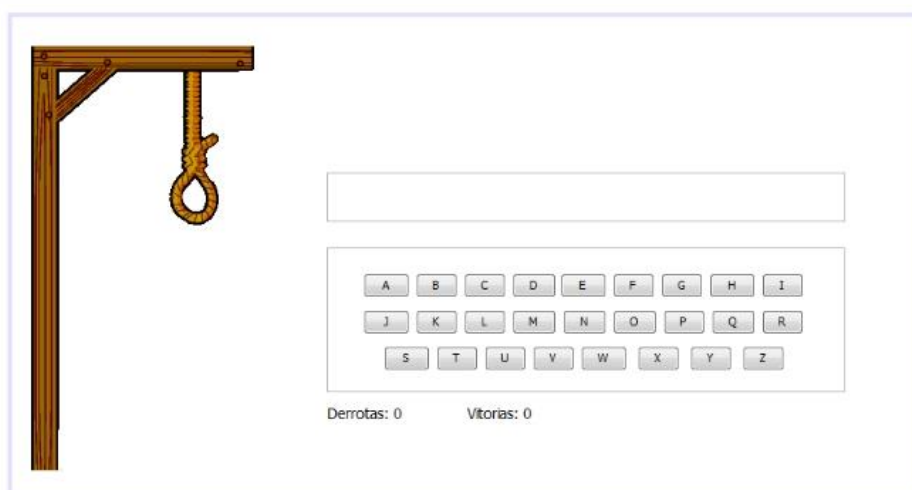 A B C D E F G H I
J K L M N O P Q R
S T U V W X Y Z
Derrotas: 0 Vitorias: 0